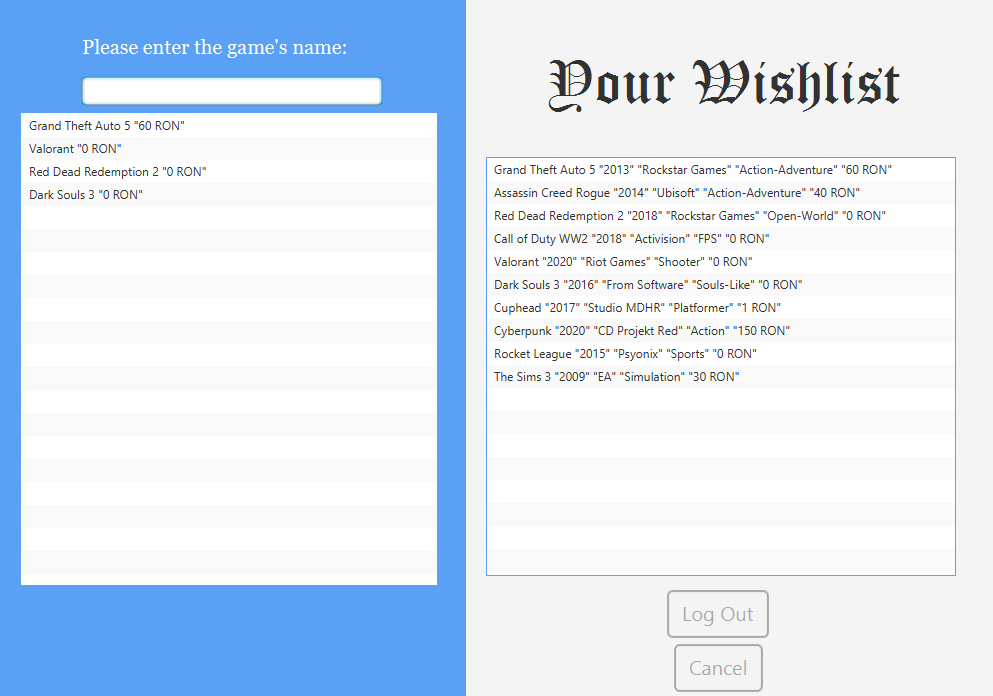 Please enter the game's name:
Grand Theft Auto 5 "60 RON"
Valorant "0 RON"
Red Dead Redemption 2 "0 RON"
Dark Souls 3 "0 RON"
Your Wishlist
Grand Theft Auto 5 "2013" "Rockstar Games" "Action-Adventure" "60 RON"
Assassin Creed Rogue "2014" "Ubisoft" "Action-Adventure" "40 RON"
Red Dead Redemption 2 "2018" "Rockstar Games" "Open-World" "0 RON"
Call of Duty WW2 "2018" "Activision" "FPS" "0 RON"
Valorant "2020" "Riot Games" "Shooter" "0 RON"
Dark Souls 3 "2016" "From Software" "Souls-Like" "0 RON"
Cuphead "2017" "Studio MDHR" "Platformer" "1 RON"
Cyberpunk "2020" "CD Projekt Red" "Action" "150 RON"
Rocket League "2015" "Psyonix" "Sports" "0 RON"
The Sims 3 "2009" "EA" "Simulation" "30 RON"
Log Out
Cancel